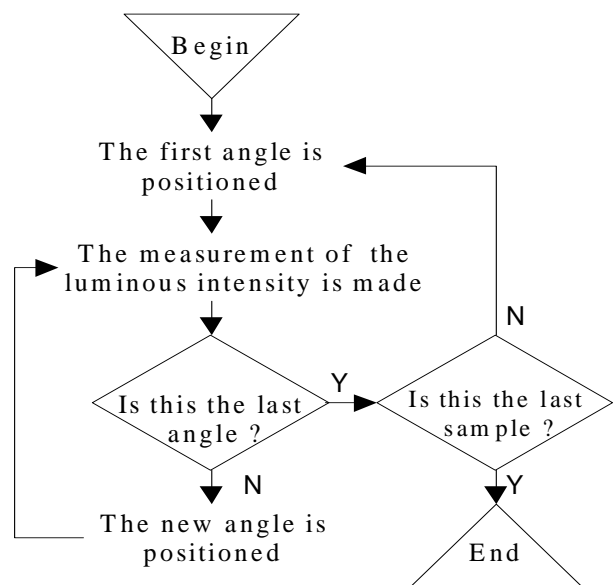 Begin
The first angle is
positioned
The measurement of the
luminous intensity is made
N
Y
Is this the last
angle ?
Is this the last
sample ?
N
Y
The new angle is
positioned
End